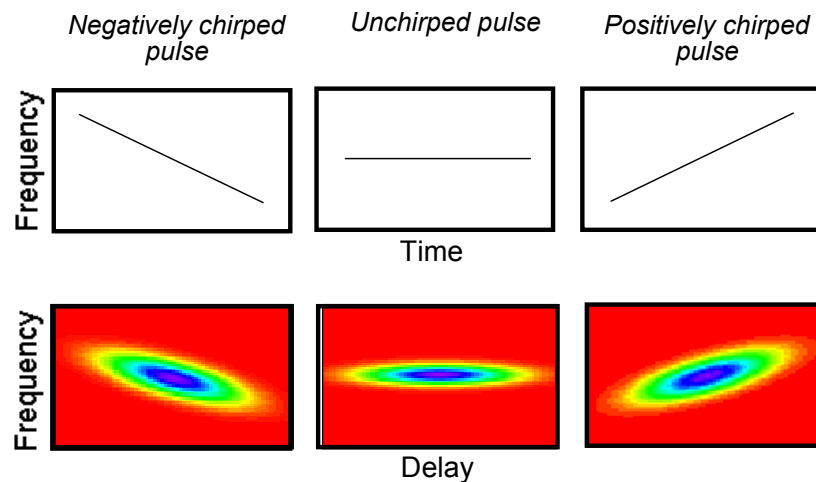 Negatively chirped
pulse
Unchirped pulse
Positively chirped
pulse
Frequency
Time
Frequency
Delay